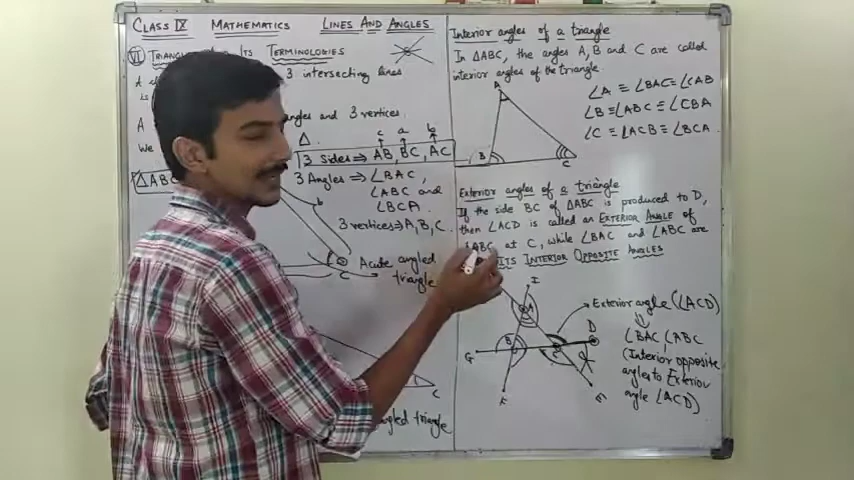 CLASS IX MATHEMATICS LINES AND ANGLES
VI TERMINOLOGIES
3 intersecting lines
is
A angles and 3 vertices.
We
Δ.
c a b
ΔABC 3 Sides ⇒ AB, BC, AC
3 Angles ⇒ ∠BAC,
∠ABC and
∠BCA.
3 vertices ⇒ A, B, C.
b
C
Acute angled
triangle
C
angled triangle
Interior angles of a triangle
In ΔABC, the angles A, B and C are called
interior angles of the triangle
A
B
C
∠A ≡ ∠BAC ≡ ∠CAB
∠B ≡ ∠ABC ≡ ∠CBA
∠C ≡ ∠ACB ≡ ∠BCA
Exterior angles of a triangle
If the side BC of ΔABC is produced to D,
then ∠ACD is called an EXTERIOR ANGLE of
ABC at C, while ∠BAC and ∠ABC are
ITS INTERIOR OPPOSITE ANGLES
I
A
B
C
D
G
F
Exterior angle (∠ACD)
∠BAC, ∠ABC
(Interior opposite
angles to Exterior
angle ∠ACD)